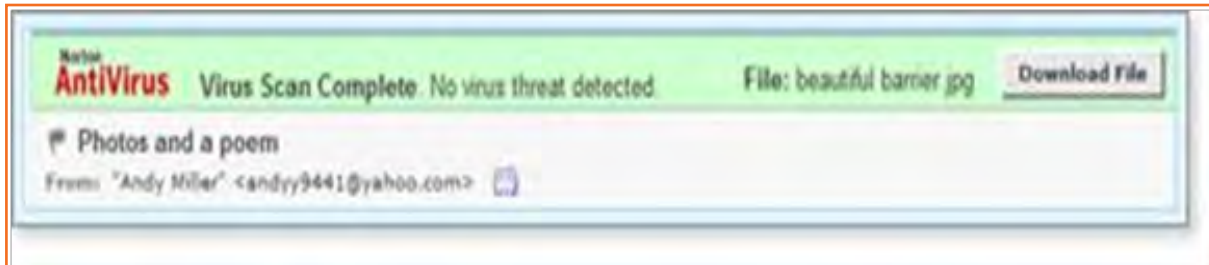 Norton
AntiVirus Virus Scan Complete. No virus threat detected. File: beautiful barrier.jpg Download File
Photos and a poem
From: "Andy Miller" <andyy9441@yahoo.com>